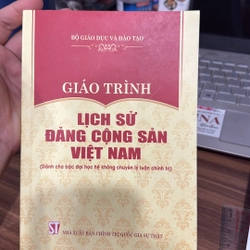 BỘ GIÁO DỤC VÀ ĐÀO TẠO
GIÁO TRÌNH
LỊCH SỬ
ĐẢNG CỘNG SẢN
VIỆT NAM
(Dành cho bậc đại học hệ không chuyên lý luận chính trị)
ST
NHÀ XUẤT BẢN CHÍNH TRỊ QUỐC GIA SỰ THẬT